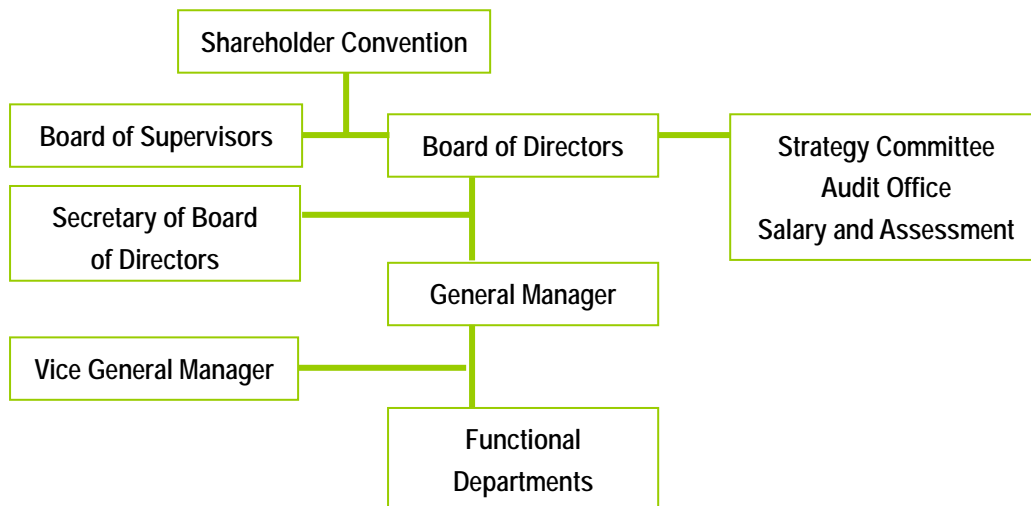 Shareholder Convention
Board of Supervisors
Board of Directors
Strategy Committee
Audit Office
Salary and Assessment
Secretary of Board
of Directors
General Manager
Vice General Manager
Functional
Departments